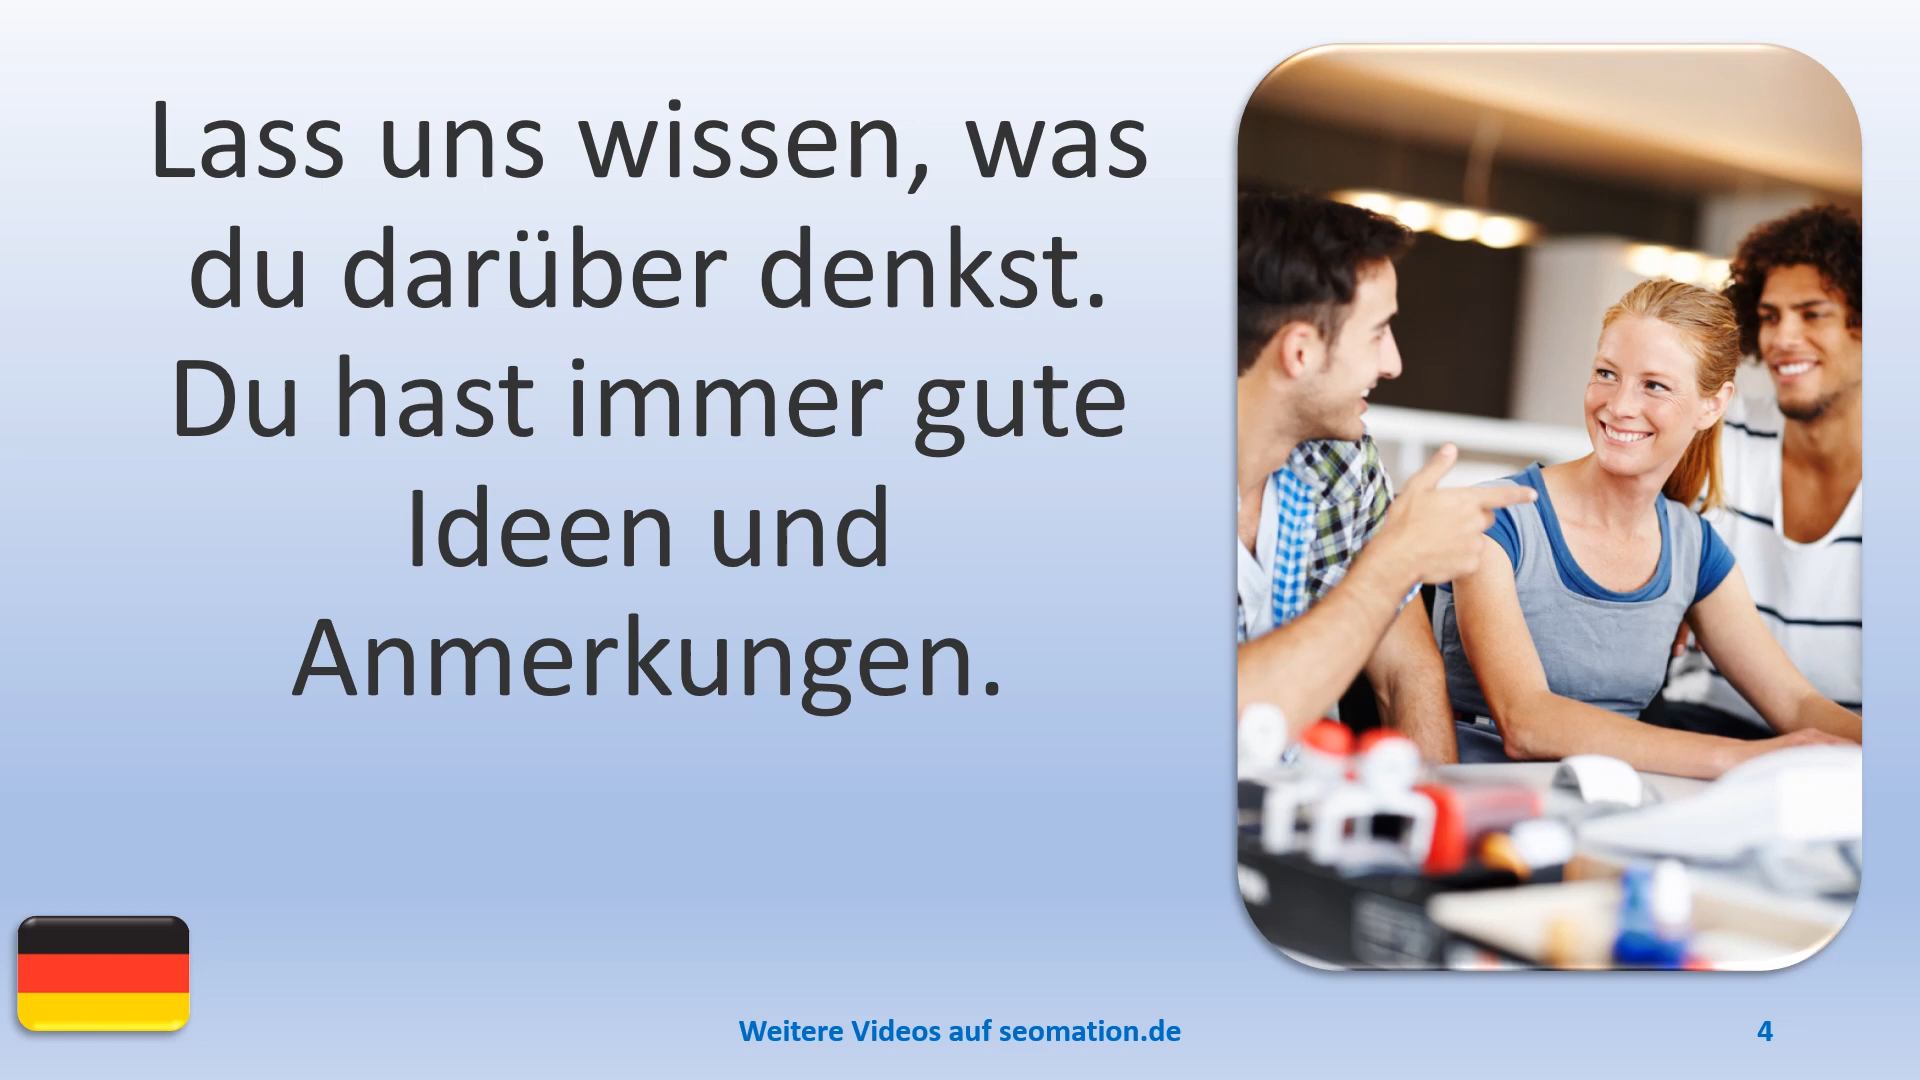 Lass uns wissen, was
du darüber denkst.
Du hast immer gute
Ideen und
Anmerkungen.
Weitere Videos auf seomation.de
4